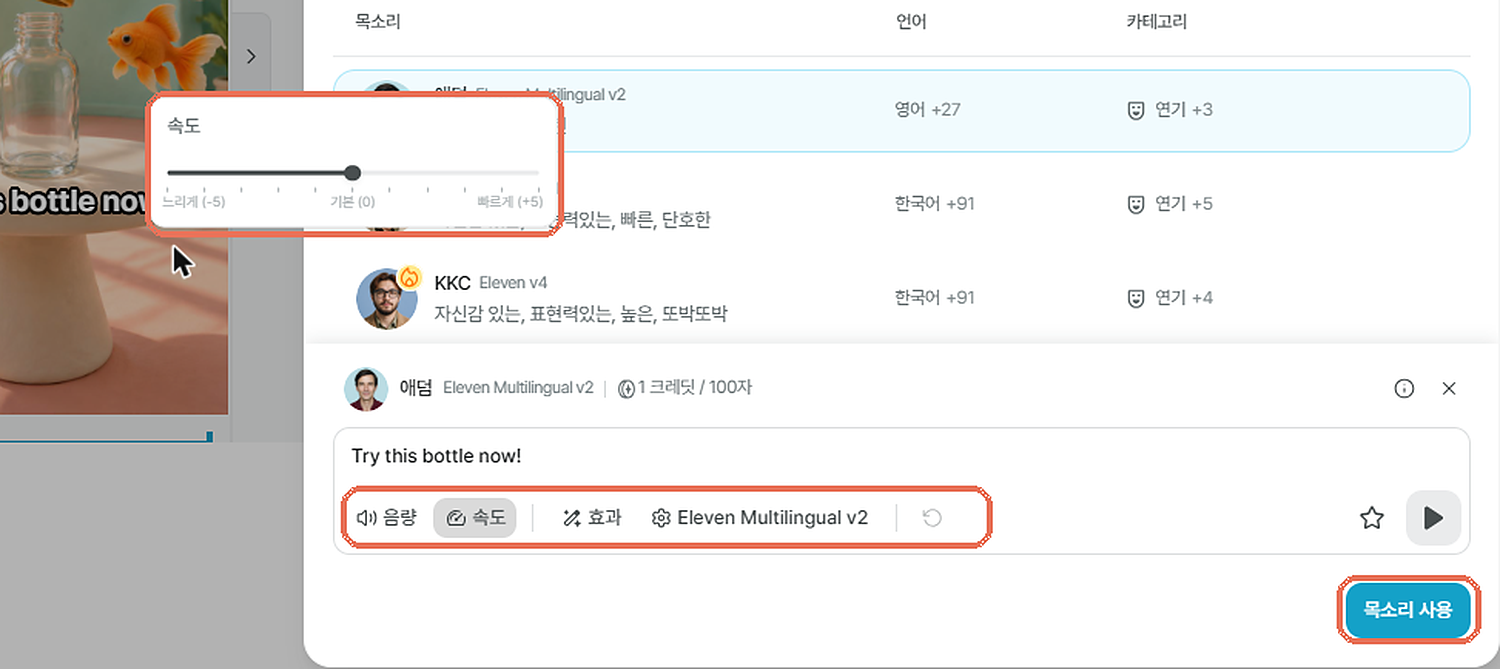 목소리 언어 카테고리
Multilingual v2
영어 +27 연기 +3
속도
느리게 (-5) 기본 (0) 빠르게 (+5)
bottle now
한국어 +91 연기 +5
빠른, 단호한
KKC Eleven v4
한국어 +91 연기 +4
자신감 있는, 표현력있는, 높은, 또박또박
애덤 Eleven Multilingual v2 | 1 크레딧 / 100자
Try this bottle now!
음량 속도 효과 Eleven Multilingual v2
목소리 사용